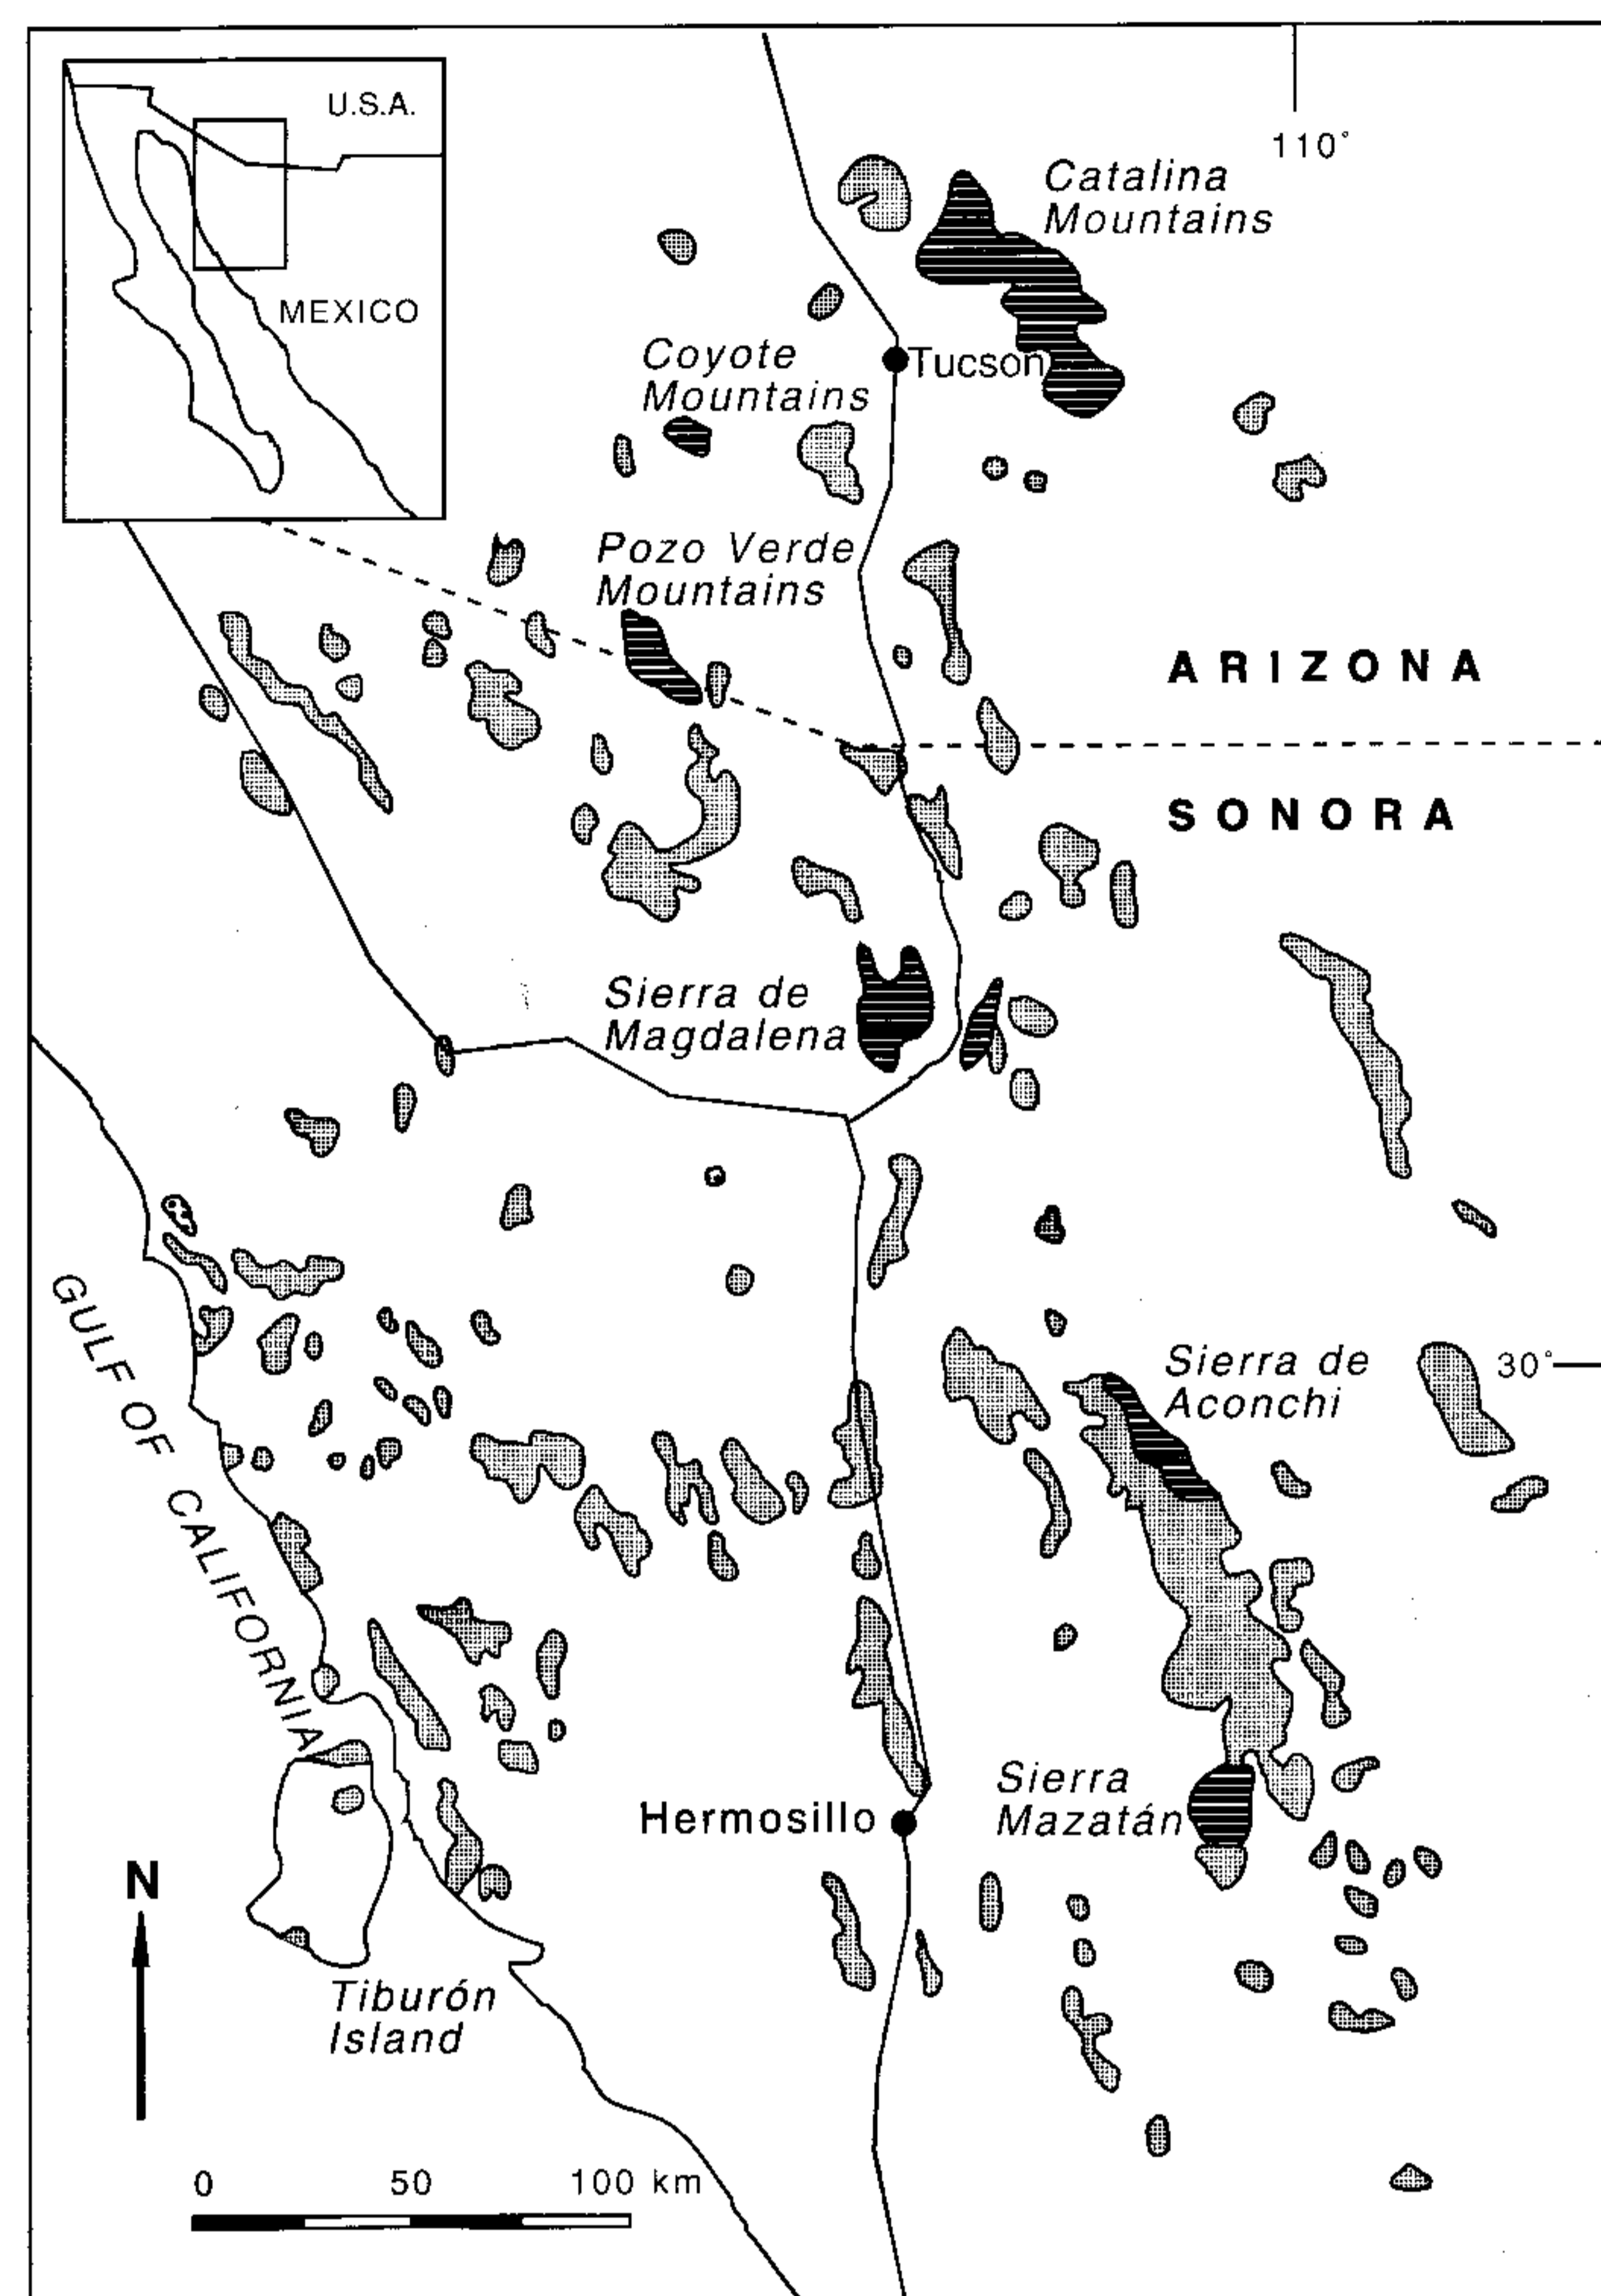 U.S.A.
MEXICO
110°
Catalina
Mountains
Coyote
Mountains
Tucson
Pozo Verde
Mountains
ARIZONA
SONORA
Sierra de
Magdalena
GULF OF CALIFORNIA
Sierra de
Aconchi
30°
Sierra
Mazatán
Hermosillo
N
Tiburón
Island
0 50 100 km